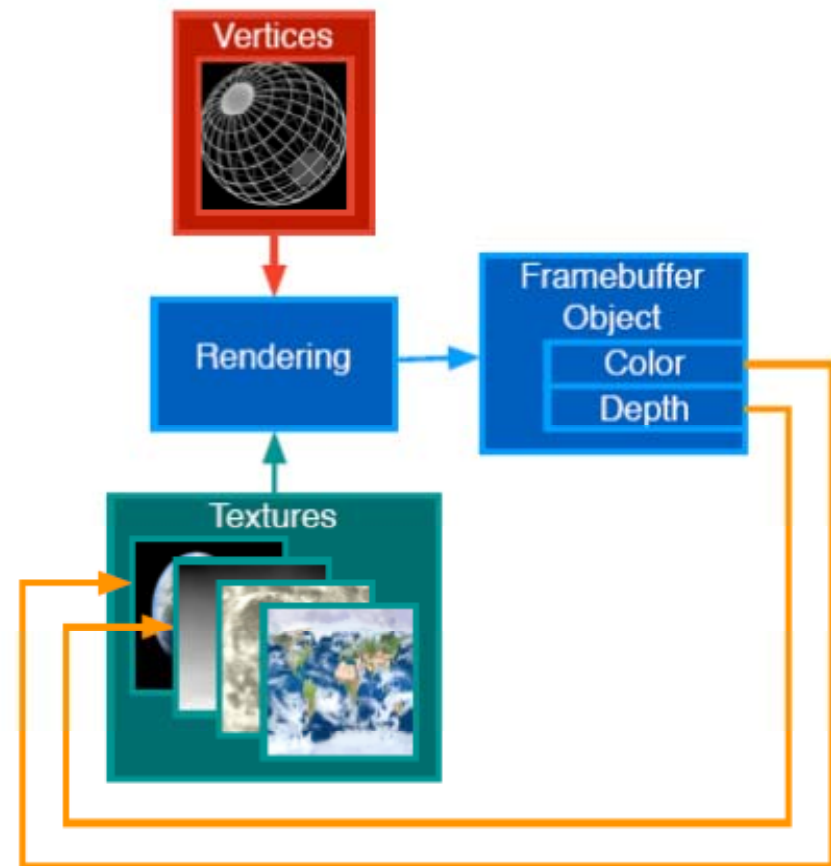 Vertices
Rendering
Framebuffer
Object
Color
Depth
Textures